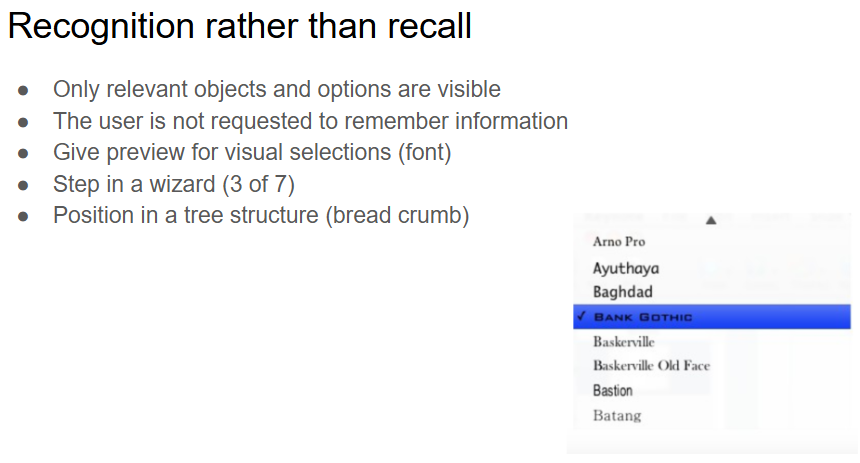 Recognition rather than recall
● Only relevant objects and options are visible
● The user is not requested to remember information
● Give preview for visual selections (font)
● Step in a wizard (3 of 7)
● Position in a tree structure (bread crumb)
Arno Pro
Ayuthaya
Baghdad
✓ BANK GOTHIC
Baskerville
Baskerville Old Face
Bastion
Batang